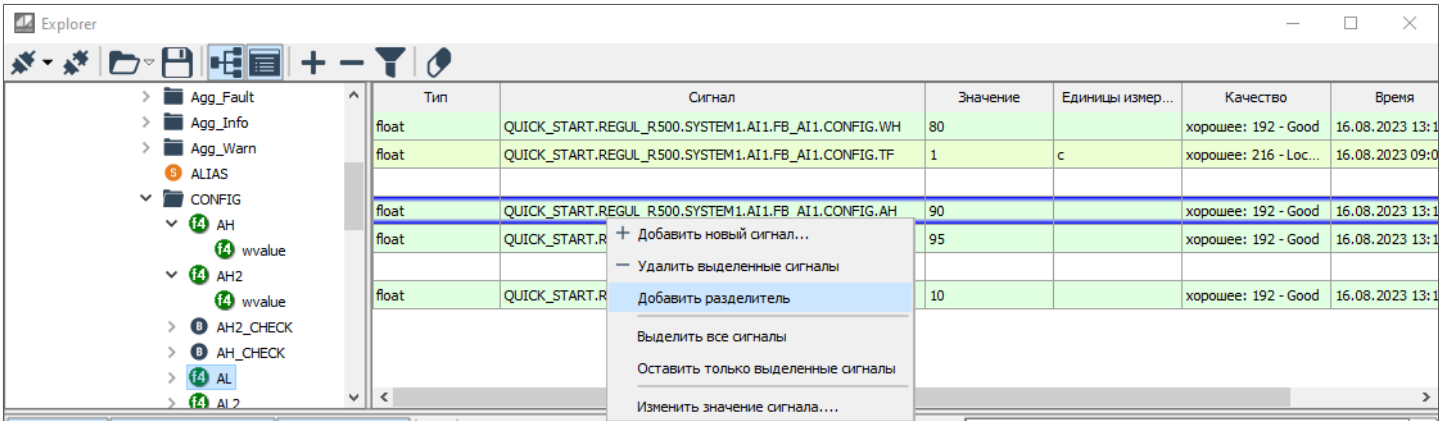 Explorer
Тип Сигнал Значение Единицы измер... Качество Время
Agg_Fault
Agg_Info
Agg_Warn
ALIAS
CONFIG
AH
wvalue
AH2
wvalue
AH2_CHECK
AH_CHECK
AL
AL2
float QUICK_START.REGUL_R500.SYSTEM1.AI1.FB_AI1.CONFIG.WH 80 хорошее: 192 - Good 16.08.2023 13:1
float QUICK_START.REGUL_R500.SYSTEM1.AI1.FB_AI1.CONFIG.TF 1 с хорошее: 216 - Loc... 16.08.2023 09:0
float QUICK_START.REGUL_R500.SYSTEM1.AI1.FB_AI1.CONFIG.AH 90 хорошее: 192 - Good 16.08.2023 13:1
float QUICK_START.R 95 хорошее: 192 - Good 16.08.2023 13:1
float QUICK_START.R 10 хорошее: 192 - Good 16.08.2023 13:1
Добавить новый сигнал...
Удалить выделенные сигналы
Добавить разделитель
Выделить все сигналы
Оставить только выделенные сигналы
Изменить значение сигнала....